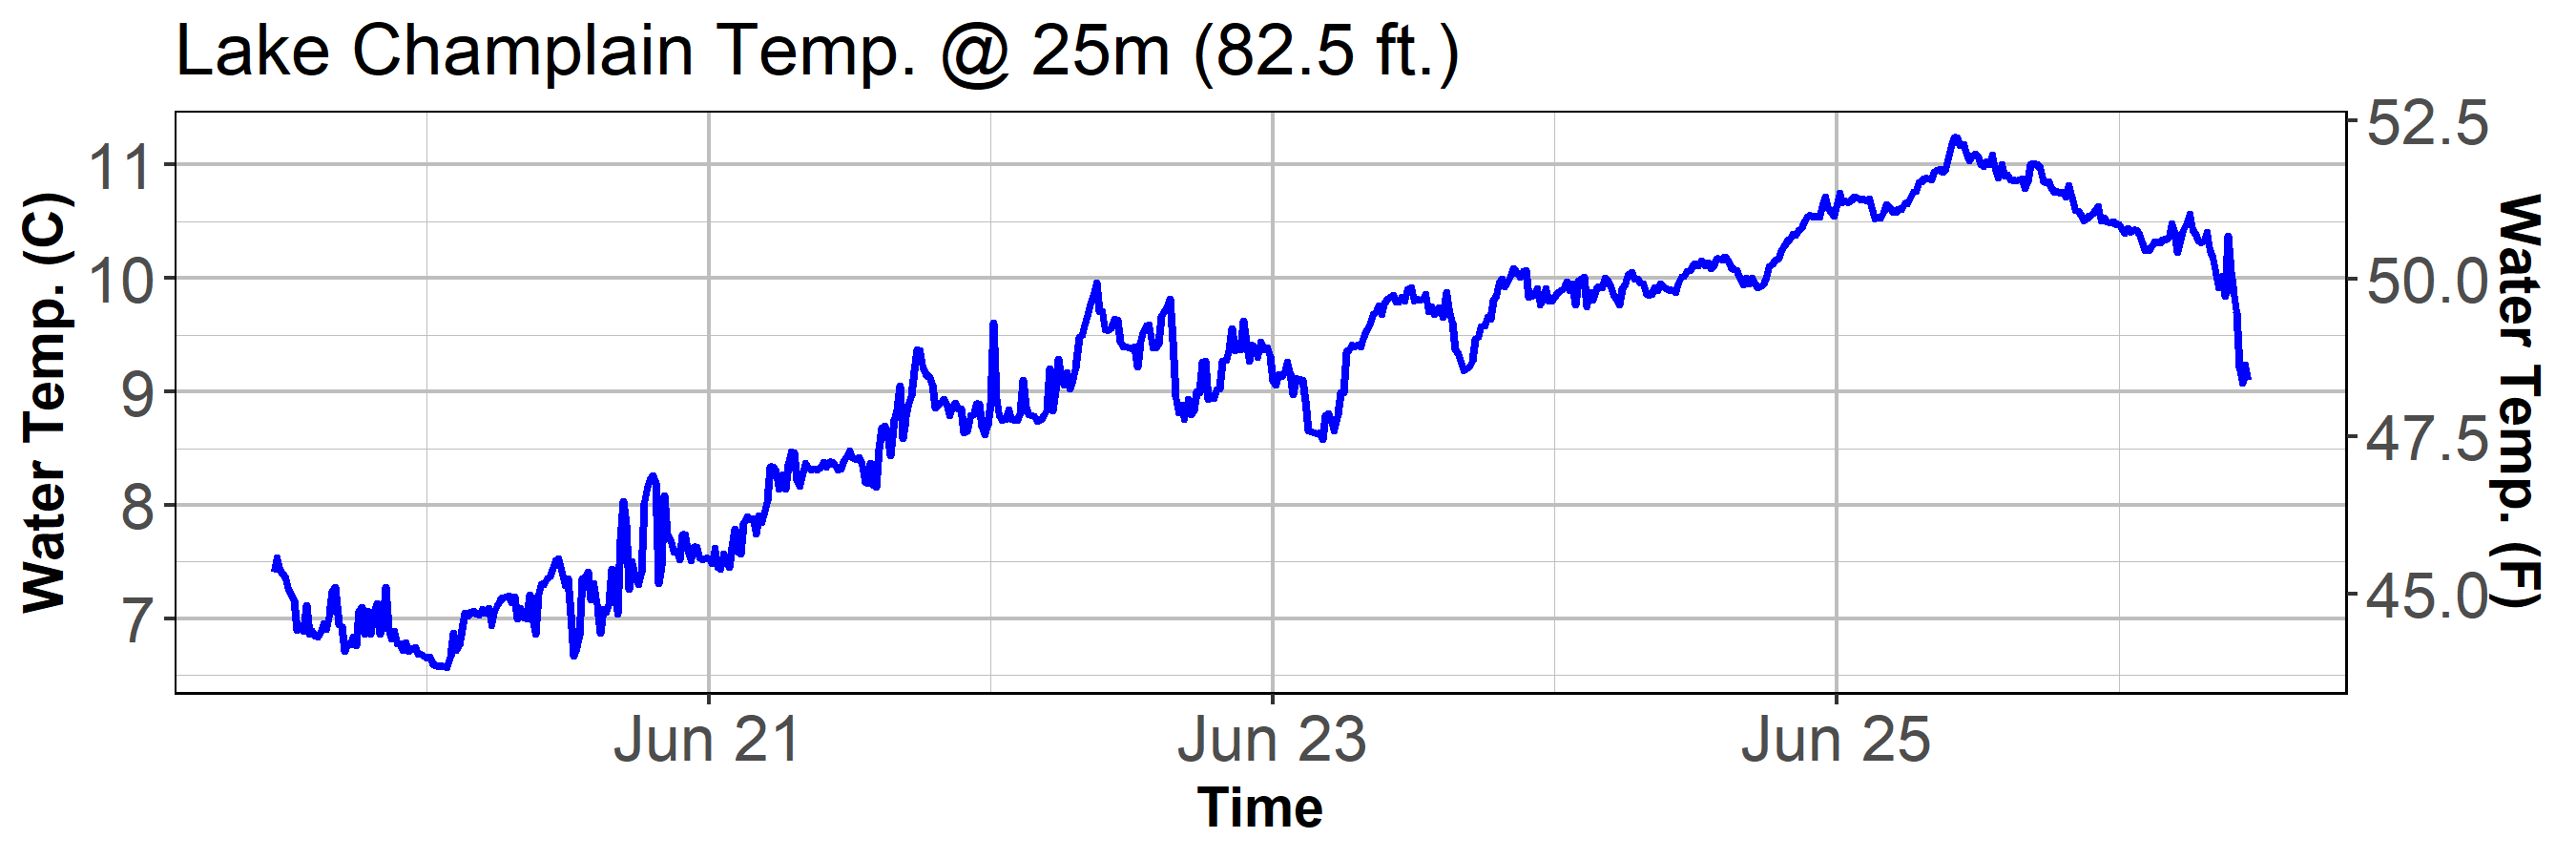 Lake Champlain Temp. @ 25m (82.5 ft.)
Water Temp. (C)
11
10
9
8
7
52.5
50.0
47.5
45.0
Water Temp. (F)
Jun 21
Jun 23
Jun 25
Time